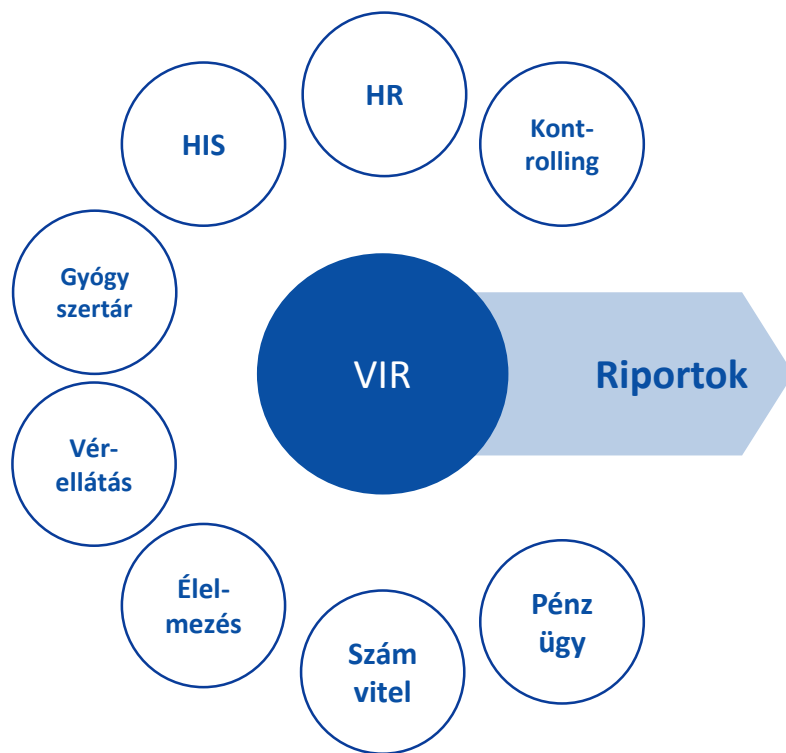 HR
HIS
Kont-
rolling
Gyógy
szertár
VIR
Riportok
Vér-
ellátás
Élel-
mezés
Szám
vitel
Pénz
ügy